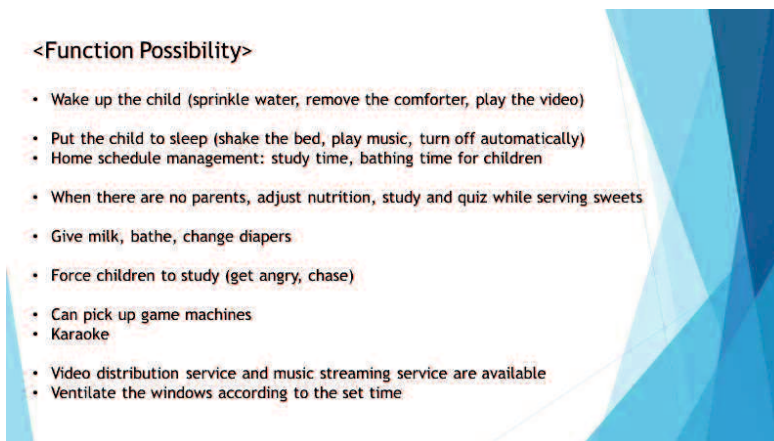 <Function Possibility>
• Wake up the child (sprinkle water, remove the comforter, play the video)
• Put the child to sleep (shake the bed, play music, turn off automatically)
• Home schedule management: study time, bathing time for children
• When there are no parents, adjust nutrition, study and quiz while serving sweets
• Give milk, bathe, change diapers
• Force children to study (get angry, chase)
• Can pick up game machines
• Karaoke
• Video distribution service and music streaming service are available
• Ventilate the windows according to the set time